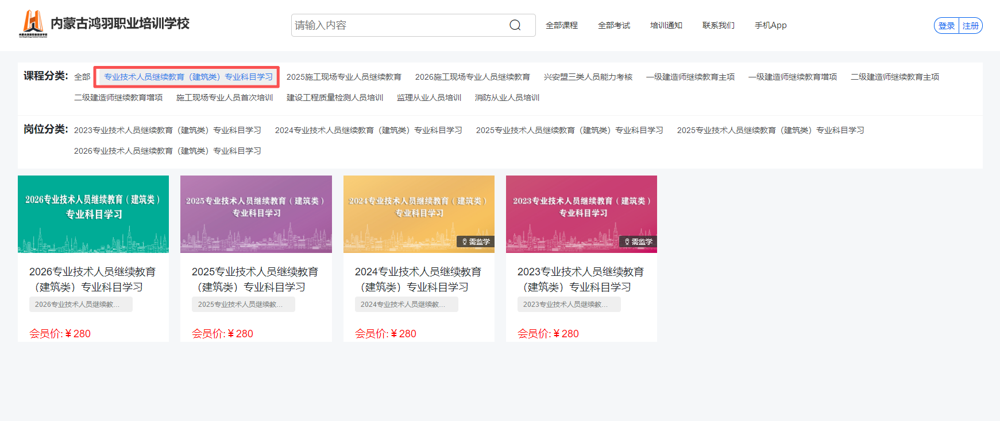 内蒙古鸿羽职业培训学校
请输入内容
全部课程 全部考试 培训通知 联系我们 手机App
登录 注册
课程分类: 全部 专业技术人员继续教育（建筑类）专业科目学习 2025施工现场专业人员继续教育 2026施工现场专业人员继续教育 兴安盟三类人员能力考核 一级建造师继续教育主项 一级建造师继续教育增项 二级建造师继续教育主项
二级建造师继续教育增项 施工现场专业人员首次培训 建设工程质量检测人员培训 监理从业人员培训 消防从业人员培训
岗位分类: 2023专业技术人员继续教育（建筑类）专业科目学习 2024专业技术人员继续教育（建筑类）专业科目学习 2025专业技术人员继续教育（建筑类）专业科目学习 2025专业技术人员继续教育（建筑类）专业科目学习
2026专业技术人员继续教育（建筑类）专业科目学习
2026专业技术人员继续教育（建筑类）
专业科目学习
2026专业技术人员继续教育
（建筑类）专业科目学习
2026专业技术人员继续教...
会员价:¥280
2025专业技术人员继续教育（建筑类）
专业科目学习
2025专业技术人员继续教育
（建筑类）专业科目学习
2025专业技术人员继续教...
会员价:¥280
2024专业技术人员继续教育（建筑类）
专业科目学习
需监学
2024专业技术人员继续教育
（建筑类）专业科目学习
2024专业技术人员继续教...
会员价:¥280
2023专业技术人员继续教育（建筑类）
专业科目学习
需监学
2023专业技术人员继续教育
（建筑类）专业科目学习
2023专业技术人员继续教...
会员价:¥280